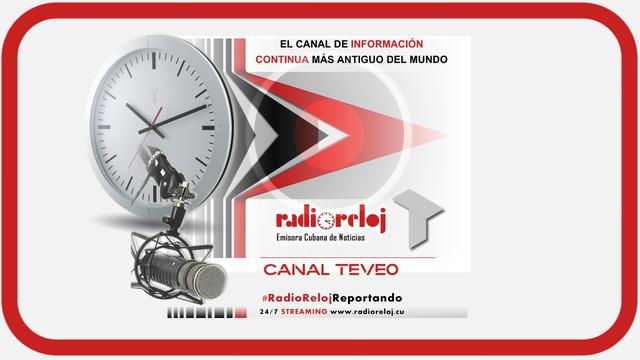 EL CANAL DE INFORMACIÓN
CONTINUA MÁS ANTIGUO DEL MUNDO
radioreloj
Emisora Cubana de Noticias
CANAL TEVEO
#RadioRelojReportando
24/7 STREAMING www.radioreloj.cu